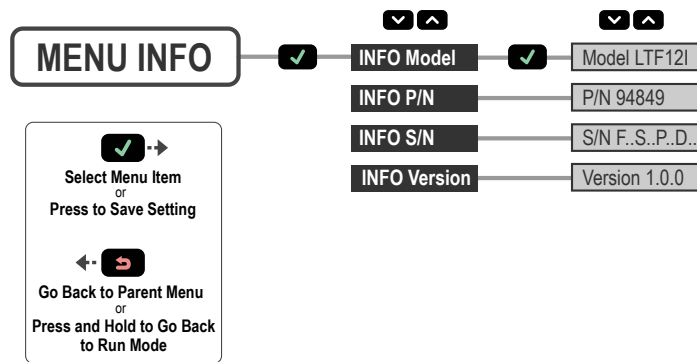 MENU INFO
INFO Model
Model LTF12I
INFO P/N
P/N 94849
INFO S/N
S/N F..S..P..D..
INFO Version
Version 1.0.0
Select Menu Item
or
Press to Save Setting
Go Back to Parent Menu
or
Press and Hold to Go Back
to Run Mode